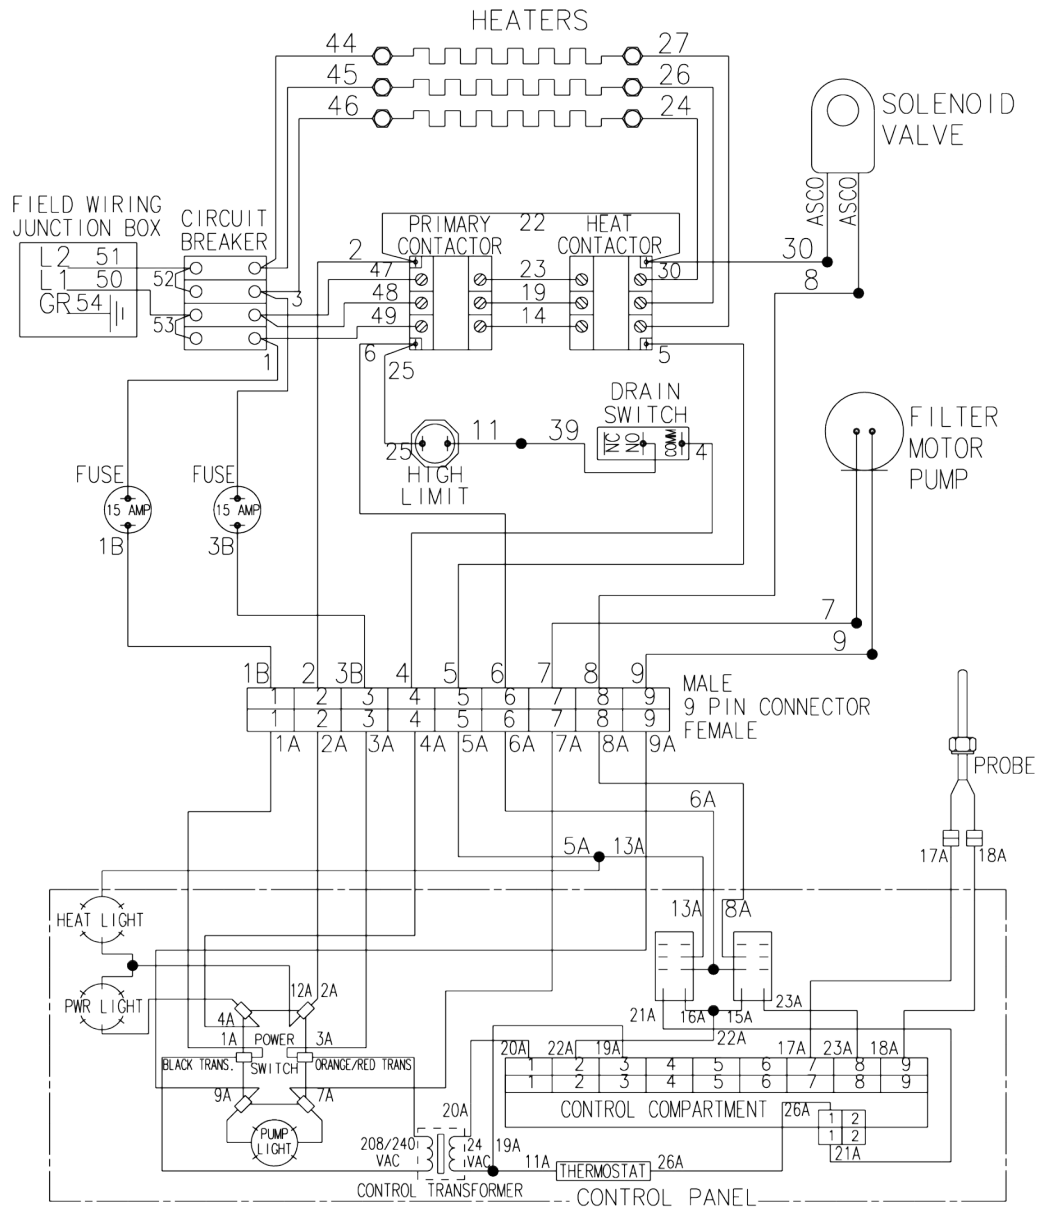 HEATERS
44 27
45 26
46 24
SOLENOID
VALVE
ASCO ASCO
FIELD WIRING
JUNCTION BOX
L2 51
L1 50
GR 54
52
53
CIRCUIT
BREAKER
3
1
22
PRIMARY
CONTACTOR
HEAT
CONTACTOR
2
47 23 30
48 19
49 14
6 5
25
30
8
DRAIN
SWITCH
NC
NO
COMM
25 11 39 4
HIGH
LIMIT
FILTER
MOTOR
PUMP
FUSE FUSE
15 AMP 15 AMP
1B 3B
7
9
1B 2 3B 4 5 6 7 8 9
1 2 3 4 5 6 7 8 9
1 2 3 4 5 6 7 8 9
1A 2A 3A 4A 5A 6A 7A 8A 9A
MALE
9 PIN CONNECTOR
FEMALE
PROBE
17A 18A
6A
5A 13A
13A 8A
HEAT LIGHT
PWR LIGHT
12A 2A
4A
1A 3A
POWER
SWITCH
BLACK TRANS. ORANGE/RED TRANS
9A 7A
PUMP
LIGHT
21A 16A 15A 23A
22A
20A 22A 19A 17A 23A 18A
1 2 3 4 5 6 7 8 9
1 2 3 4 5 6 7 8 9
CONTROL COMPARTMENT
26A
1 2
1 2
21A
20A
208/240
VAC
24
VAC
19A
11A THERMOSTAT 26A
CONTROL TRANSFORMER
CONTROL PANEL